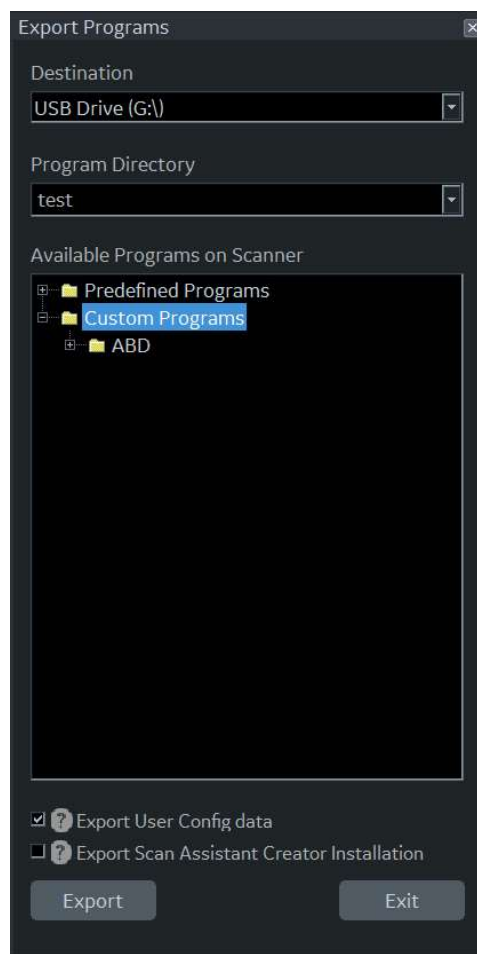 Export Programs
Destination
USB Drive (G:\)
Program Directory
test
Available Programs on Scanner
Predefined Programs
Custom Programs
ABD
? Export User Config data
? Export Scan Assistant Creator Installation
Export Exit